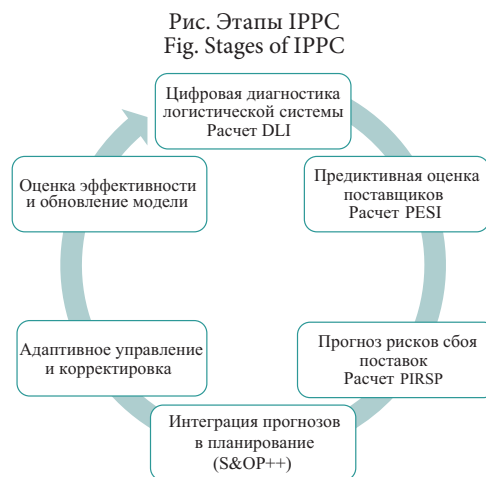 Рис. Этапы IPPC
Fig. Stages of IPPC
Цифровая диагностика
логистической системы
Расчет DLI
Предиктивная оценка
поставщиков
Расчет PESI
Прогноз рисков сбоя
поставок
Расчет PIRSP
Интеграция прогнозов
в планирование
(S&OP++)
Адаптивное управление
и корректировка
Оценка эффективности
и обновление модели